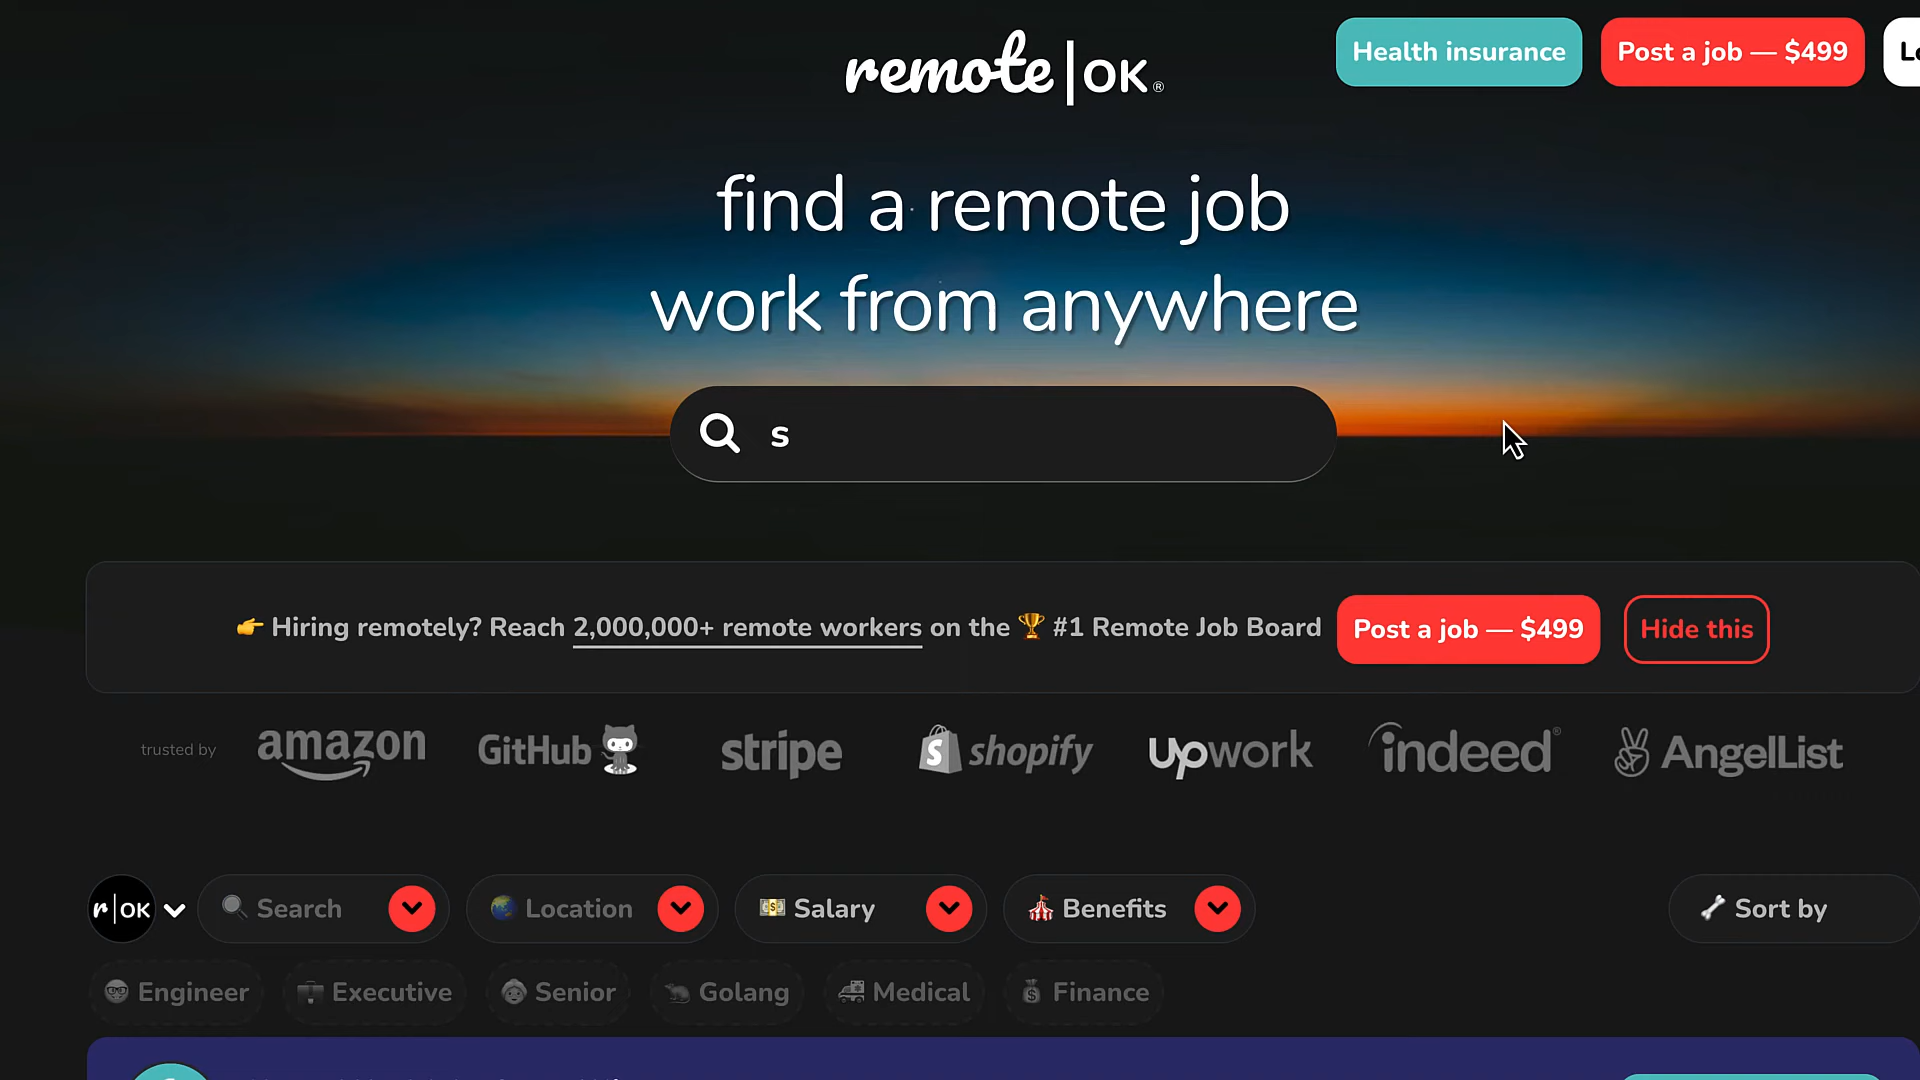 remote|OK®
Health insurance
Post a job — $499
find a remote job
work from anywhere
s
👉 Hiring remotely? Reach 2,000,000+ remote workers on the 🏆 #1 Remote Job Board
Post a job — $499
Hide this
trusted by
amazon
GitHub
stripe
shopify
upwork
indeed®
AngelList
r|OK
Search
Location
Salary
Benefits
Sort by
Engineer
Executive
Senior
Golang
Medical
Finance